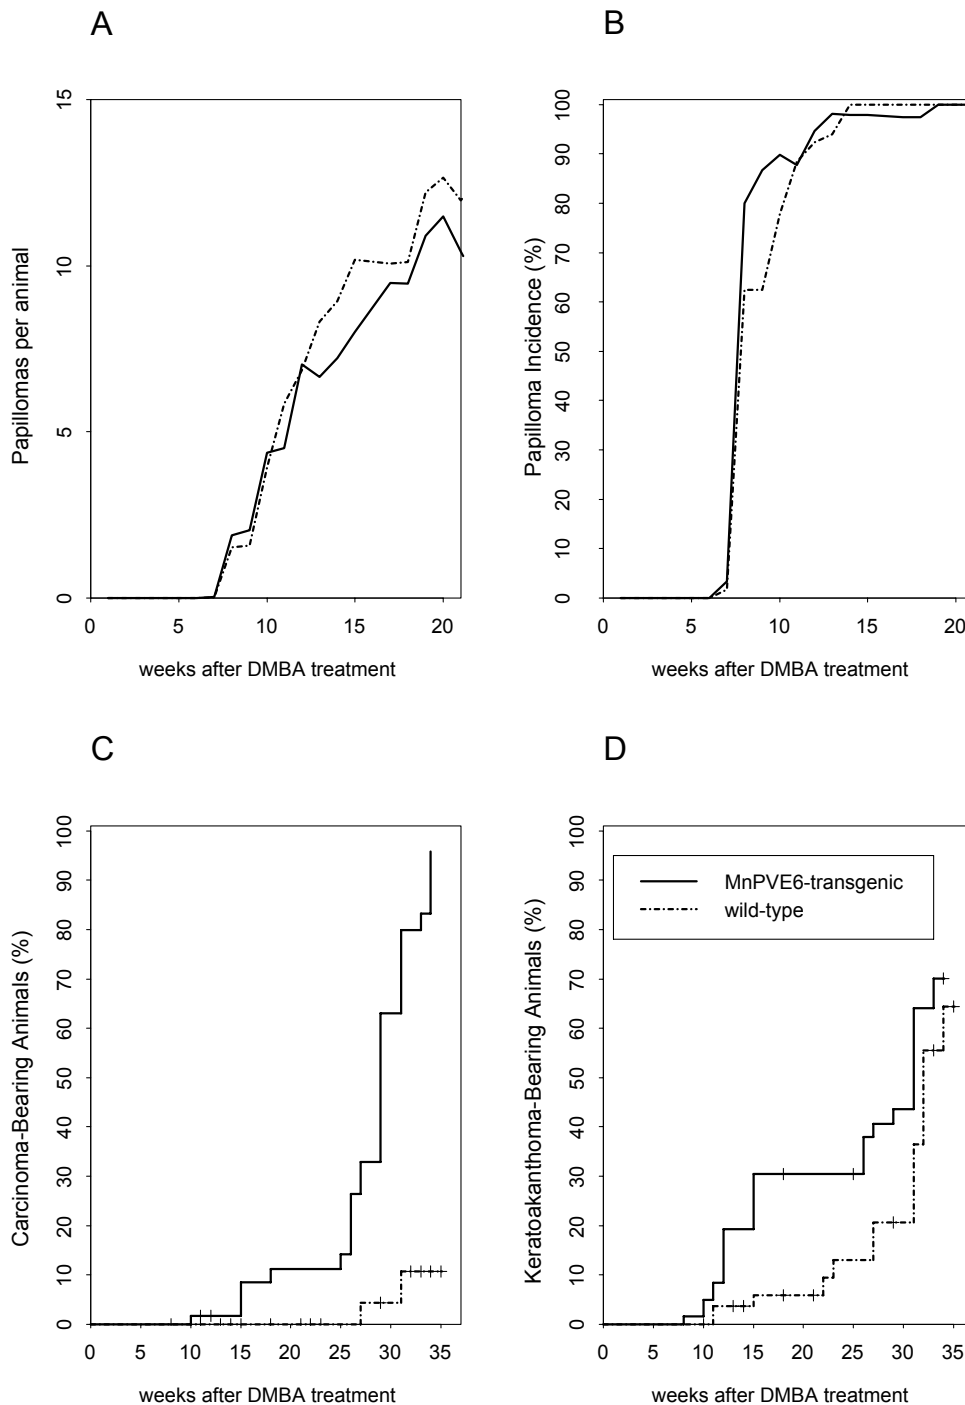 A
Papillomas per animal
15
10
5
0
0 5 10 15 20
weeks after DMBA treatment
B
Papilloma Incidence (%)
100
90
80
70
60
50
40
30
20
10
0
0 5 10 15 20
weeks after DMBA treatment
C
Carcinoma-Bearing Animals (%)
100
90
80
70
60
50
40
30
20
10
0
0 5 10 15 20 25 30 35
weeks after DMBA treatment
D
Keratoakanthoma-Bearing Animals (%)
100
90
80
70
60
50
40
30
20
10
0
MnPVE6-transgenic
wild-type
0 5 10 15 20 25 30 35
weeks after DMBA treatment